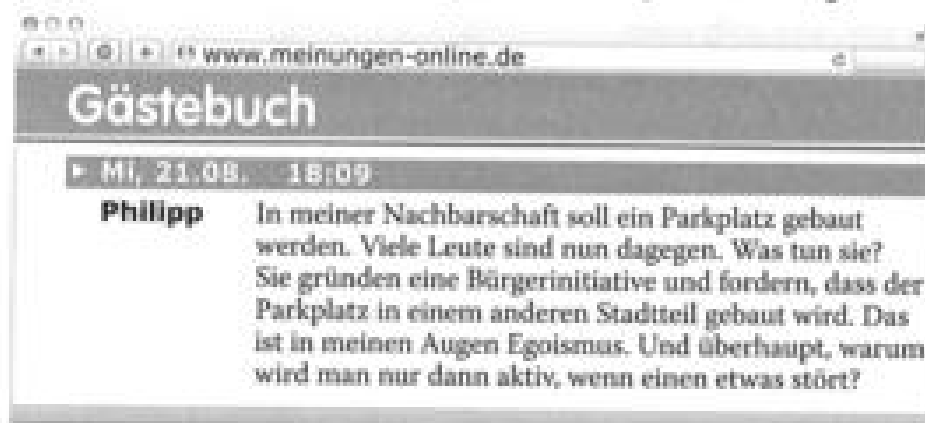 www.meinungen-online.de
Gästebuch
Mi, 21.08. 18:09
Philipp
In meiner Nachbarschaft soll ein Parkplatz gebaut
werden. Viele Leute sind nun dagegen. Was tun sie?
Sie gründen eine Bürgerinitiative und fordern, dass der
Parkplatz in einem anderen Stadtteil gebaut wird. Das
ist in meinen Augen Egoismus. Und überhaupt, warum
wird man nur dann aktiv, wenn einen etwas stört?